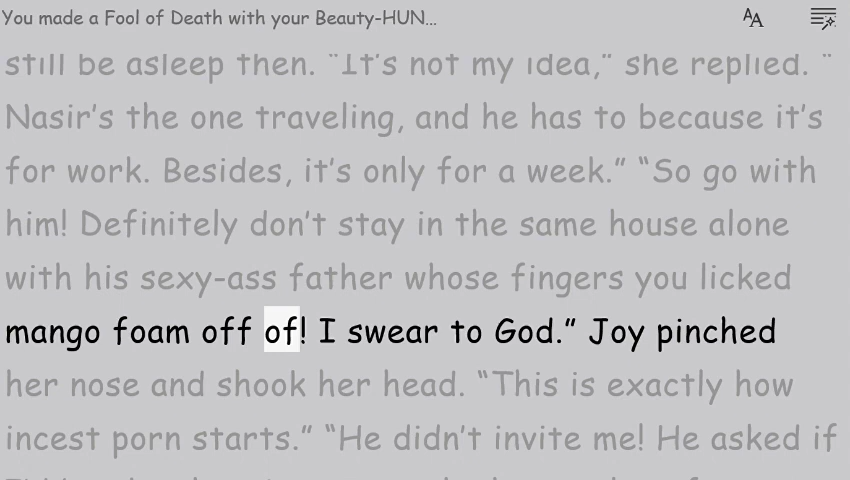 You made a Fool of Death with your Beauty-HUN...
AA
still be asleep then. “It’s not my idea,” she replied. “
Nasir’s the one traveling, and he has to because it’s
for work. Besides, it’s only for a week.” “So go with
him! Definitely don’t stay in the same house alone
with his sexy-ass father whose fingers you licked
mango foam off of! I swear to God.” Joy pinched
her nose and shook her head. “This is exactly how
incest porn starts.” “He didn’t invite me! He asked if